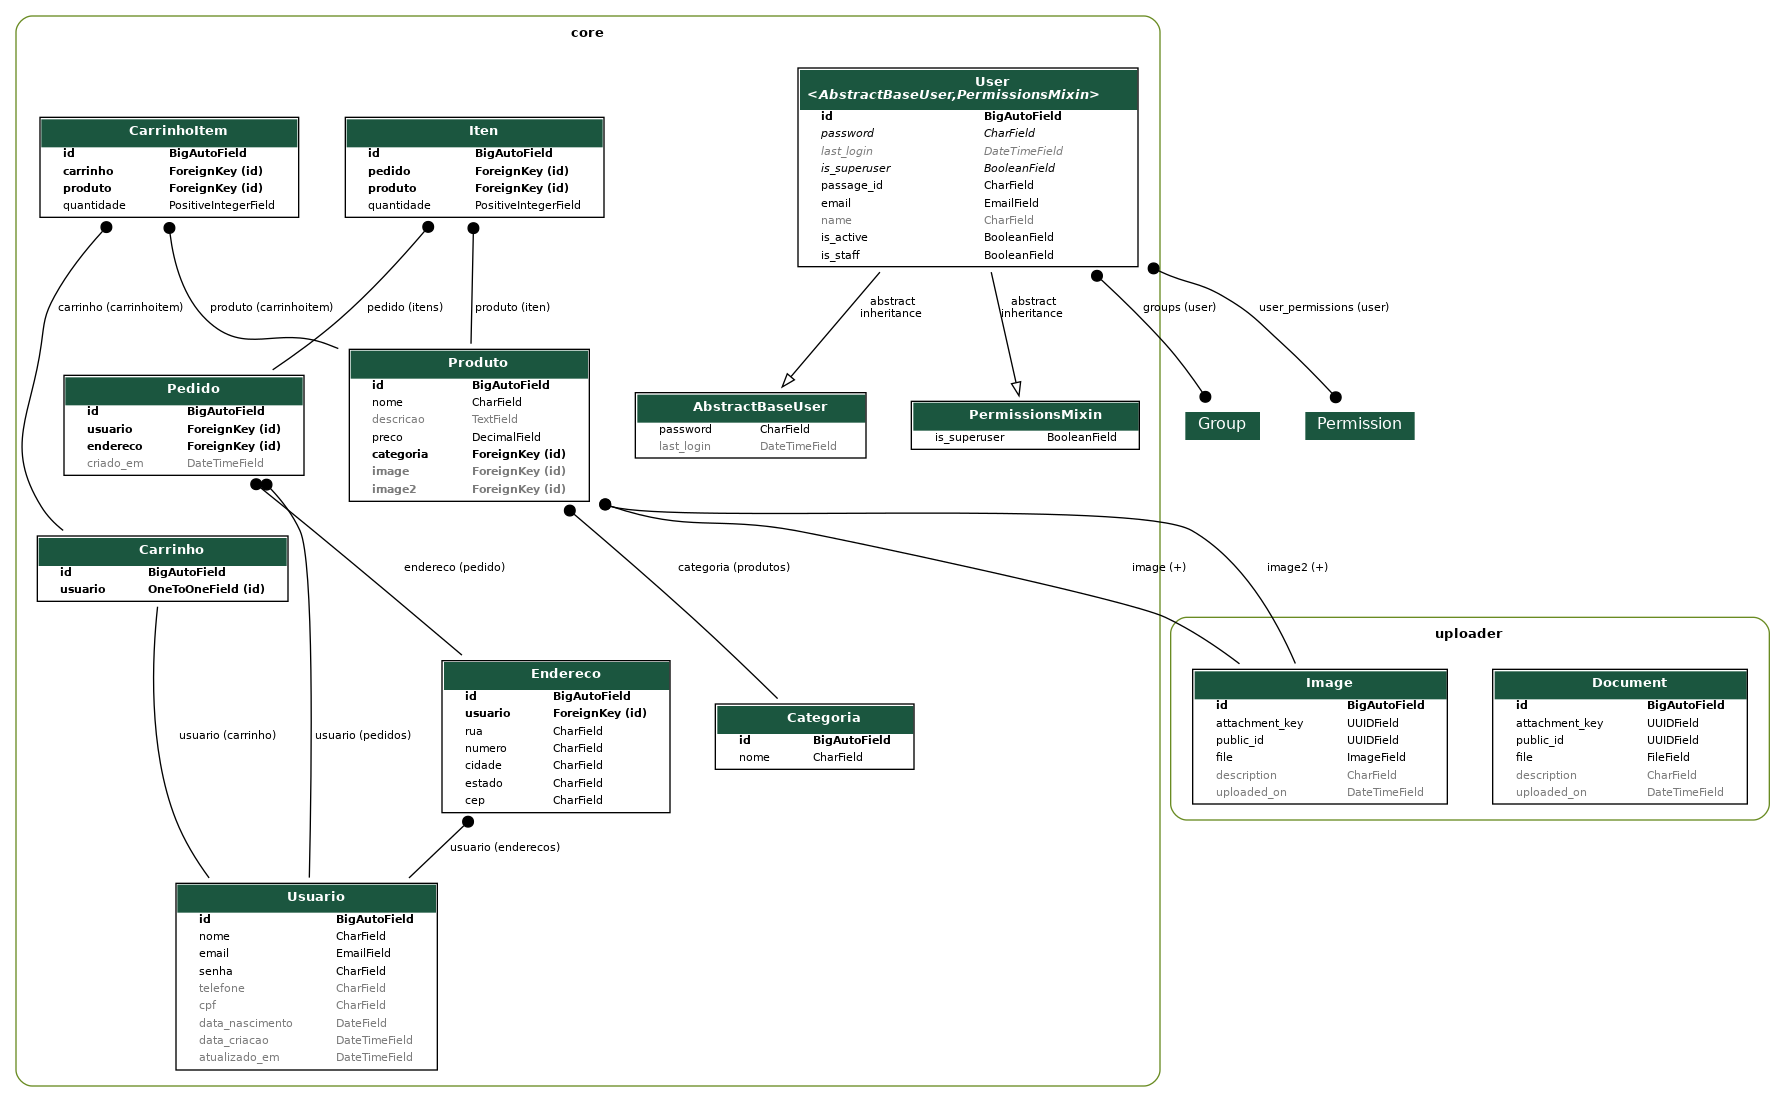 core
User
<AbstractBaseUser,PermissionsMixin>
id BigAutoField
password CharField
last_login DateTimeField
is_superuser BooleanField
passage_id CharField
email EmailField
name CharField
is_active BooleanField
is_staff BooleanField
CarrinhoItem
id BigAutoField
carrinho ForeignKey (id)
produto ForeignKey (id)
quantidade PositiveIntegerField
Iten
id BigAutoField
pedido ForeignKey (id)
produto ForeignKey (id)
quantidade PositiveIntegerField
carrinho (carrinhoitem)
produto (carrinhoitem)
pedido (itens)
produto (iten)
abstract
inheritance
abstract
inheritance
groups (user)
user_permissions (user)
Produto
id BigAutoField
nome CharField
descricao TextField
preco DecimalField
categoria ForeignKey (id)
image ForeignKey (id)
image2 ForeignKey (id)
Pedido
id BigAutoField
usuario ForeignKey (id)
endereco ForeignKey (id)
criado_em DateTimeField
AbstractBaseUser
password CharField
last_login DateTimeField
PermissionsMixin
is_superuser BooleanField
Group
Permission
Carrinho
id BigAutoField
usuario OneToOneField (id)
endereco (pedido)
categoria (produtos)
image (+)
image2 (+)
uploader
Image
id BigAutoField
attachment_key UUIDField
public_id UUIDField
file ImageField
description CharField
uploaded_on DateTimeField
Document
id BigAutoField
attachment_key UUIDField
public_id UUIDField
file FileField
description CharField
uploaded_on DateTimeField
Endereco
id BigAutoField
usuario ForeignKey (id)
rua CharField
numero CharField
cidade CharField
estado CharField
cep CharField
Categoria
id BigAutoField
nome CharField
usuario (carrinho)
usuario (pedidos)
usuario (enderecos)
Usuario
id BigAutoField
nome CharField
email EmailField
senha CharField
telefone CharField
cpf CharField
data_nascimento DateField
data_criacao DateTimeField
atualizado_em DateTimeField